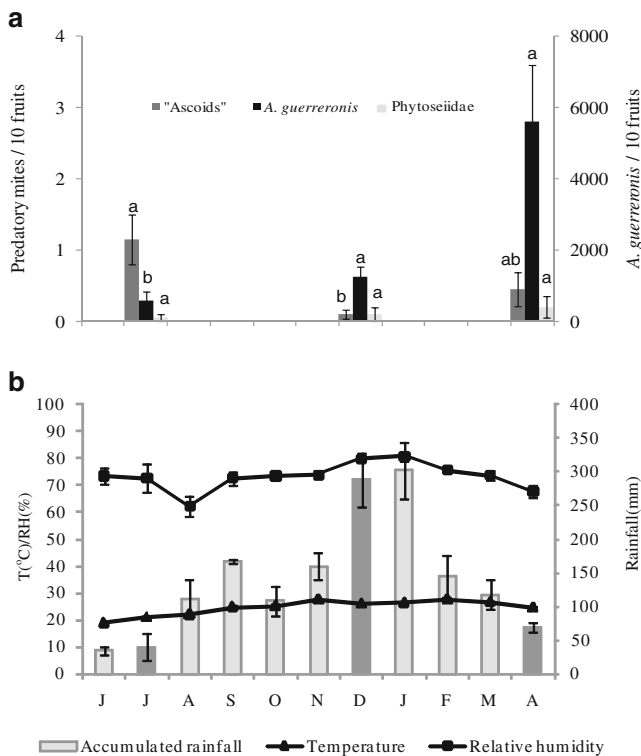 a
Predatory mites / 10 fruits
4
3
2
1
0
"Ascoids" A. guerreronis Phytoseiidae
a b a
b a a
ab a a
8000
6000
4000
2000
0
A. guerreronis / 10 fruits
b
T(°C)/RH(%)
100
90
80
70
60
50
40
30
20
10
0
400
350
300
250
200
150
100
50
0
Rainfall(mm)
J J A S O N D J F M A
Accumulated rainfall Temperature Relative humidity